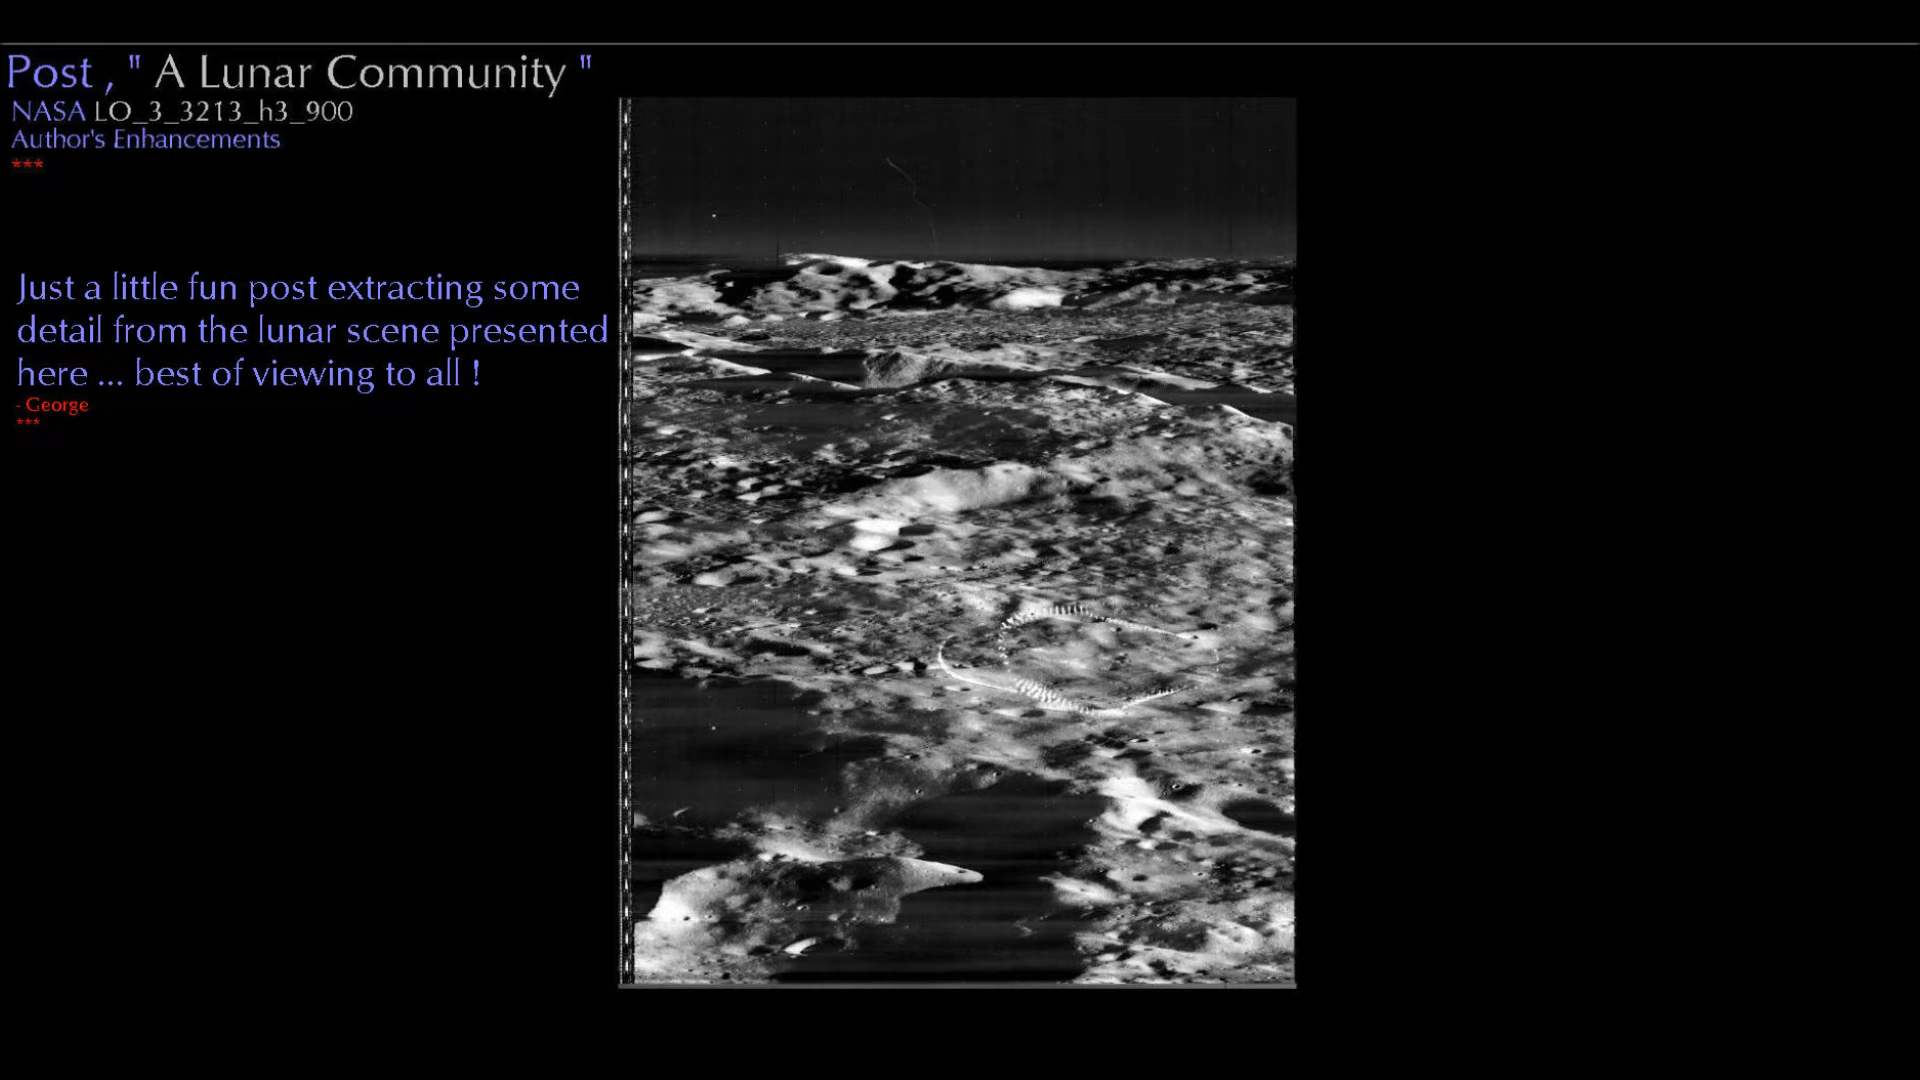 Post , " A Lunar Community "
NASA LO_3_3213_h3_900
Author's Enhancements
***
Just a little fun post extracting some
detail from the lunar scene presented
here ... best of viewing to all !
- George
***